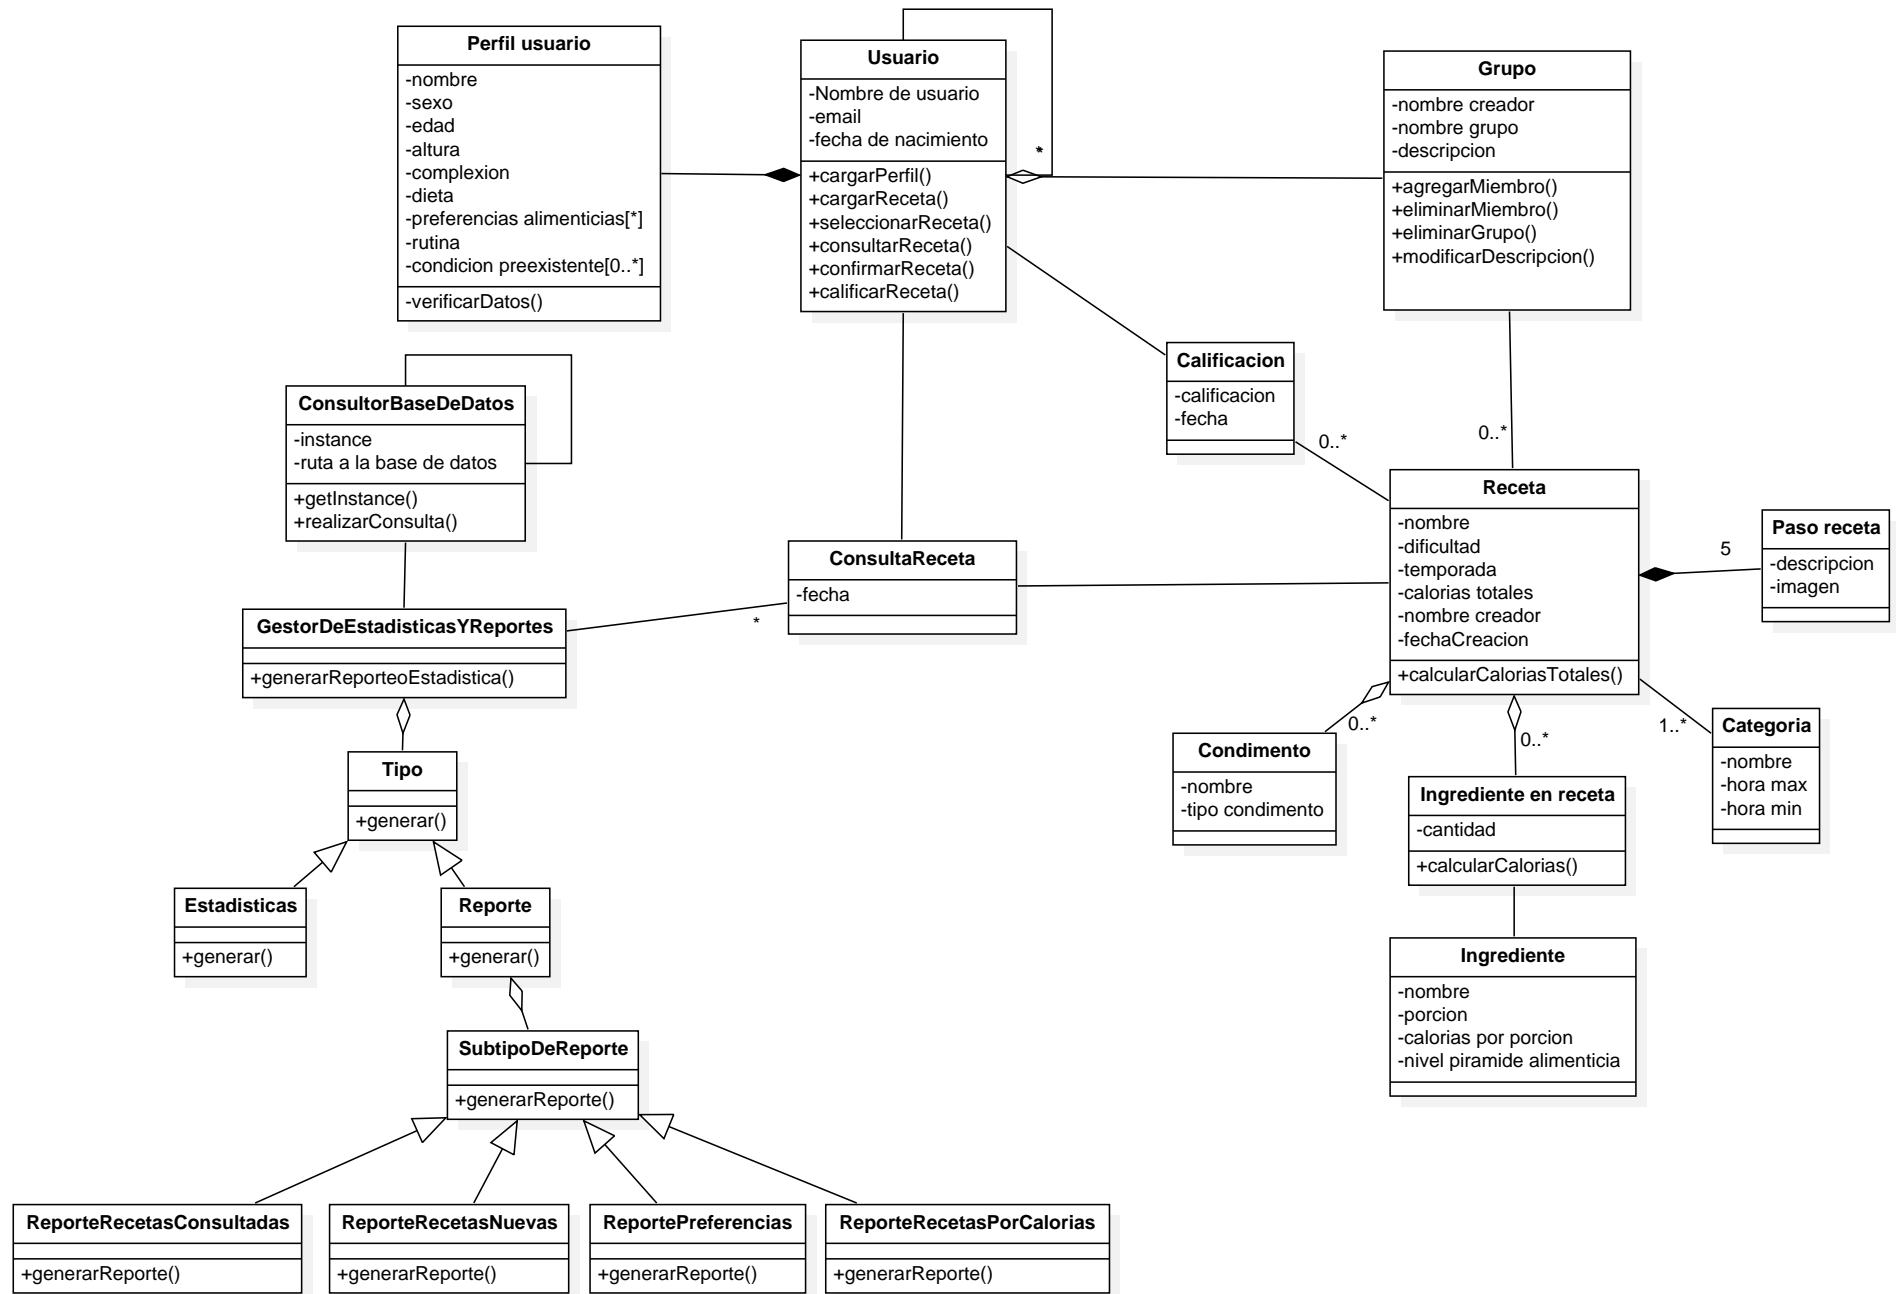 Perfil usuario
-nombre
-sexo
-edad
-altura
-complexion
-dieta
-preferencias alimenticias[*]
-rutina
-condicion preexistente[0..*]
-verificarDatos()
Usuario
-Nombre de usuario
-email
-fecha de nacimiento
+cargarPerfil()
+cargarReceta()
+seleccionarReceta()
+consultarReceta()
+confirmarReceta()
+calificarReceta()
*
Grupo
-nombre creador
-nombre grupo
-descripcion
+agregarMiembro()
+eliminarMiembro()
+eliminarGrupo()
+modificarDescripcion()
Calificacion
-calificacion
-fecha
0..*
0..*
ConsultorBaseDeDatos
-instance
-ruta a la base de datos
+getInstance()
+realizarConsulta()
ConsultaReceta
-fecha
*
Receta
-nombre
-dificultad
-temporada
-calorias totales
-nombre creador
-fechaCreacion
+calcularCaloriasTotales()
5
Paso receta
-descripcion
-imagen
GestorDeEstadisticasYReportes
+generarReporteoEstadistica()
0..*
0..*
1..*
Condimento
-nombre
-tipo condimento
Ingrediente en receta
-cantidad
+calcularCalorias()
Categoria
-nombre
-hora max
-hora min
Tipo
+generar()
Estadisticas
+generar()
Reporte
+generar()
Ingrediente
-nombre
-porcion
-calorias por porcion
-nivel piramide alimenticia
SubtipoDeReporte
+generarReporte()
ReporteRecetasConsultadas
+generarReporte()
ReporteRecetasNuevas
+generarReporte()
ReportePreferencias
+generarReporte()
ReporteRecetasPorCalorias
+generarReporte()